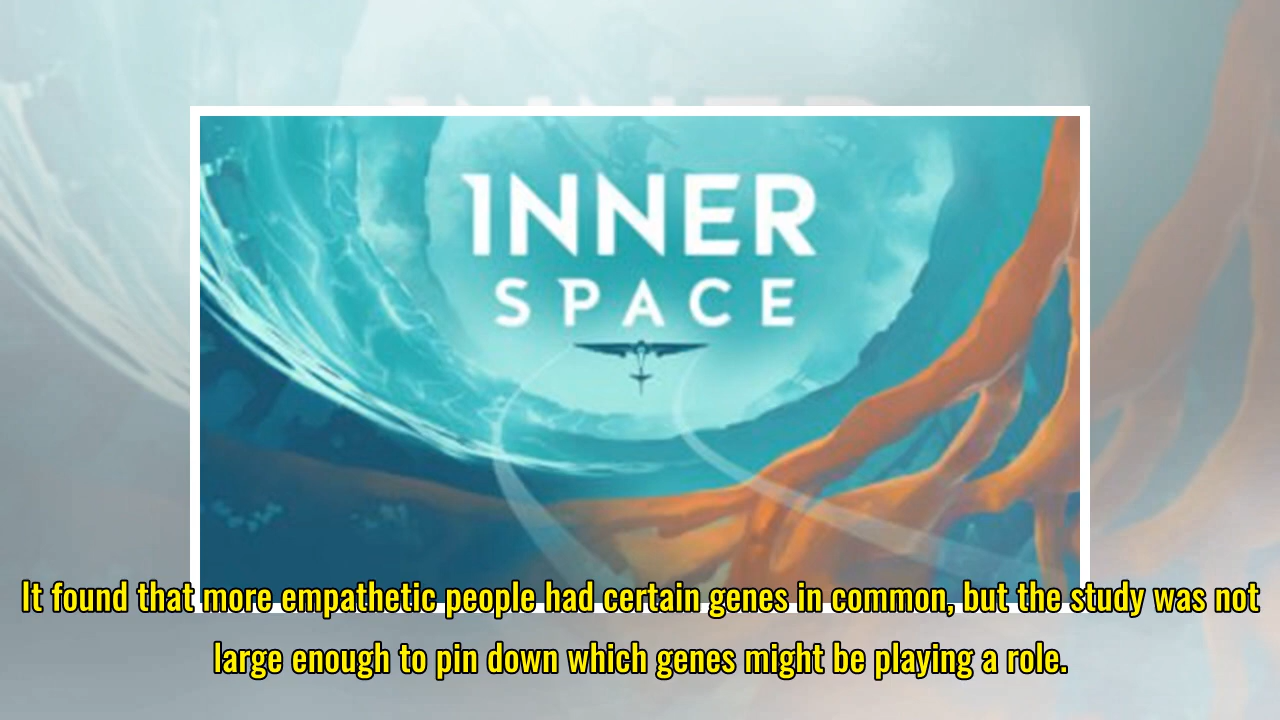 INNER
SPACE
It found that more empathetic people had certain genes in common, but the study was not
large enough to pin down which genes might be playing a role.